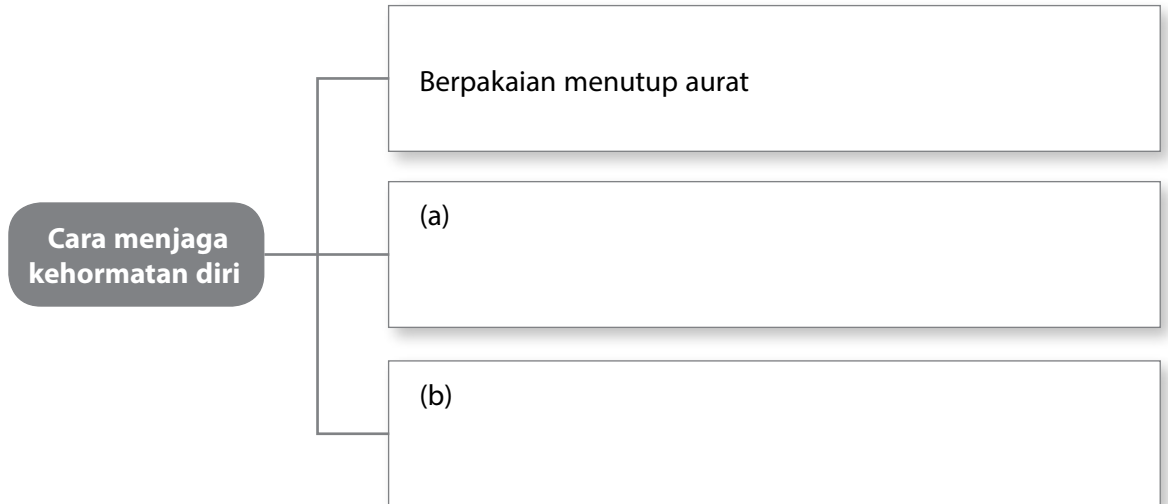 Cara menjaga
kehormatan diri
Berpakaian menutup aurat
(a)
(b)